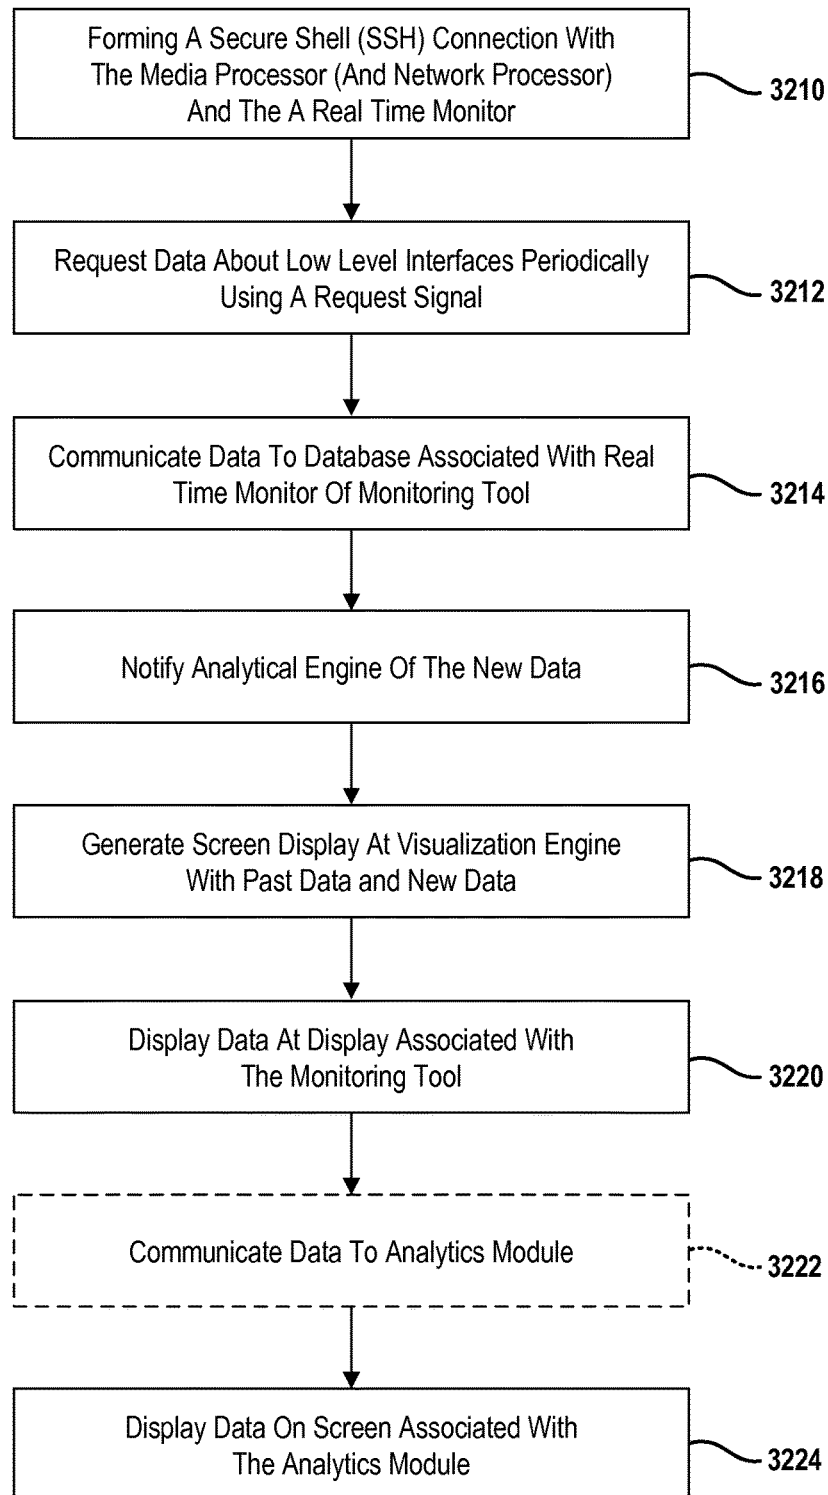 Forming A Secure Shell (SSH) Connection With
The Media Processor (And Network Processor)
And The A Real Time Monitor
3210
Request Data About Low Level Interfaces Periodically
Using A Request Signal
3212
Communicate Data To Database Associated With Real
Time Monitor Of Monitoring Tool
3214
Notify Analytical Engine Of The New Data
3216
Generate Screen Display At Visualization Engine
With Past Data and New Data
3218
Display Data At Display Associated With
The Monitoring Tool
3220
Communicate Data To Analytics Module
3222
Display Data On Screen Associated With
The Analytics Module
3224